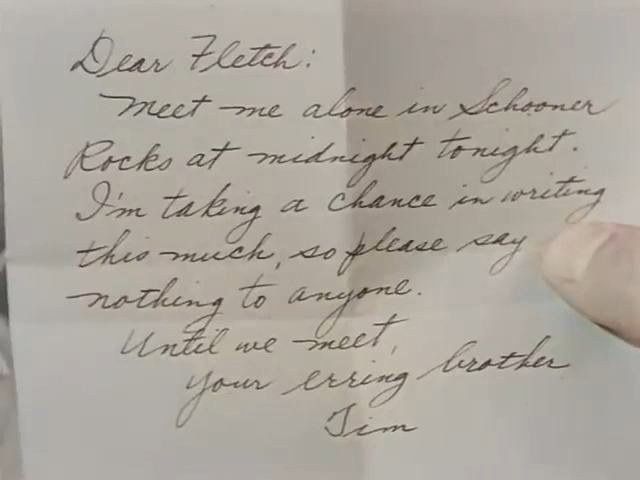 Dear Fletch:
Meet me alone in Schooner
Rocks at midnight tonight.
I'm taking a chance in writing
this much, so please say
nothing to anyone.
Until we meet,
your erring brother
Tim